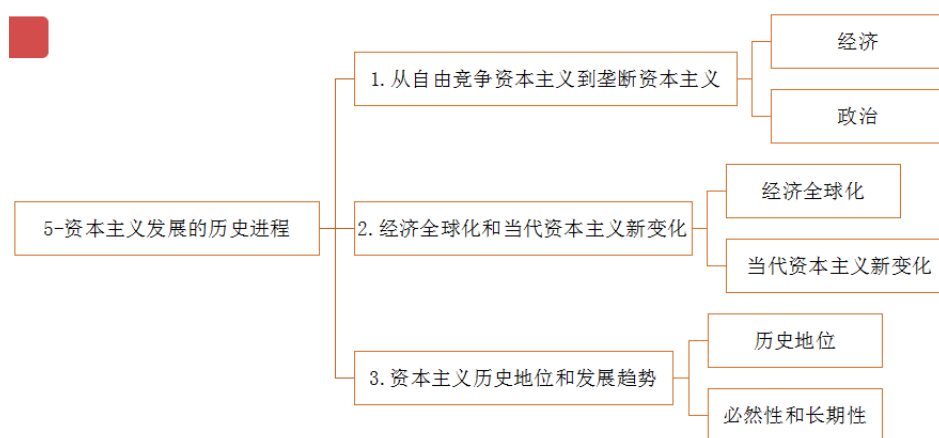 5-资本主义发展的历史进程
1.从自由竞争资本主义到垄断资本主义
经济
政治
2.经济全球化和当代资本主义新变化
经济全球化
当代资本主义新变化
3.资本主义历史地位和发展趋势
历史地位
必然性和长期性